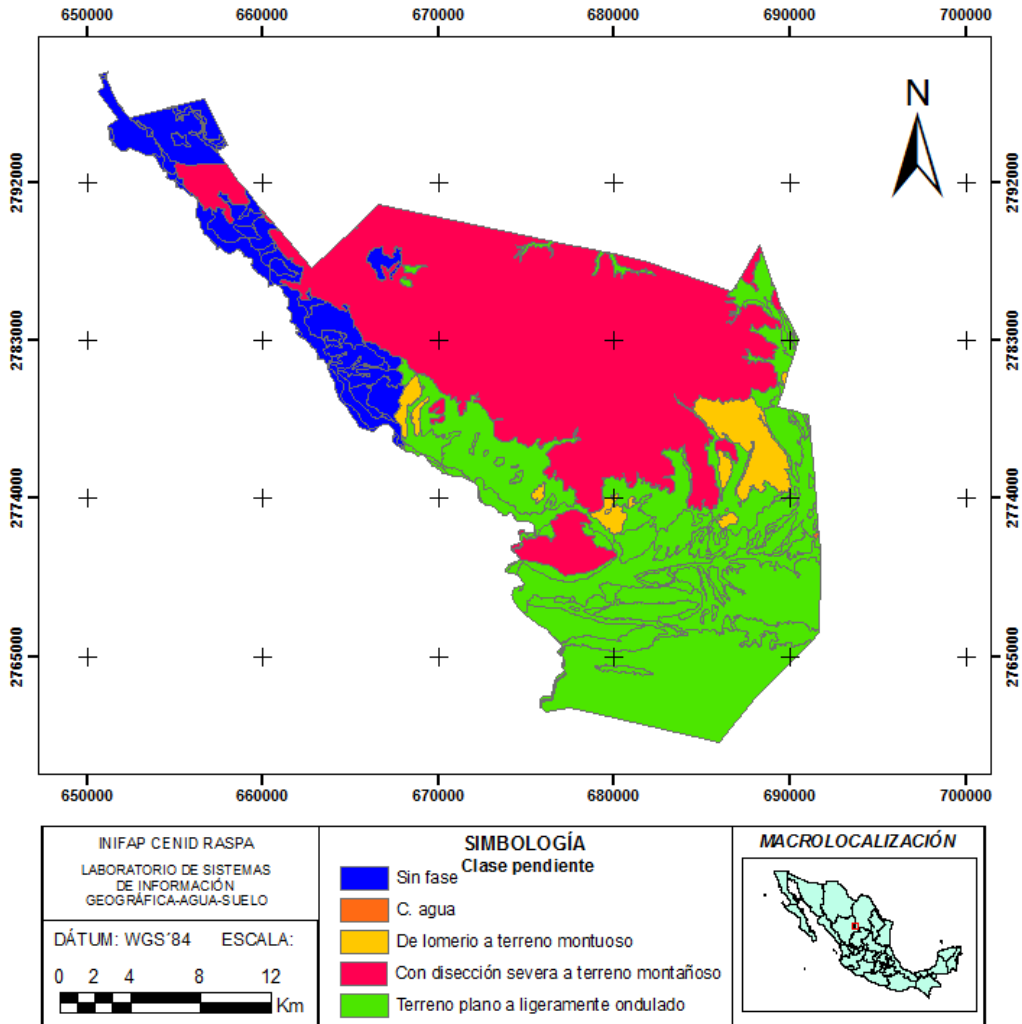 650000 660000 670000 680000 690000 700000
N
2792000 2792000
2783000 2783000
2774000 2774000
2765000 2765000
650000 660000 670000 680000 690000 700000
INIFAP CENID RASPA
LABORATORIO DE SISTEMAS
DE INFORMACIÓN
GEOGRÁFICA-AGUA-SUELO
DÁTUM: WGS´84 ESCALA:
0 2 4 8 12
Km
SIMBOLOGÍA
Clase pendiente
Sin fase
C. agua
De lomerio a terreno montuoso
Con disección severa a terreno montañoso
Terreno plano a ligeramente ondulado
MACROLOCALIZACIÓN